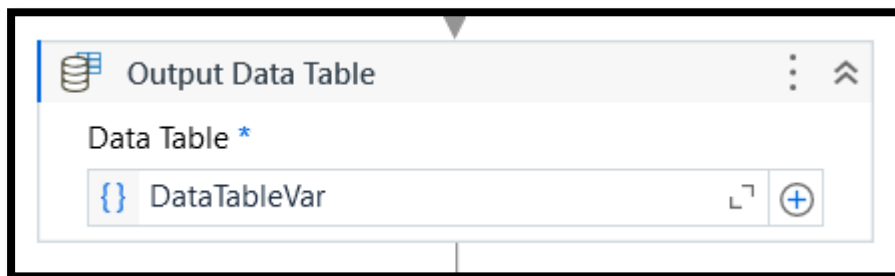 Output Data Table
Data Table *
{} DataTableVar